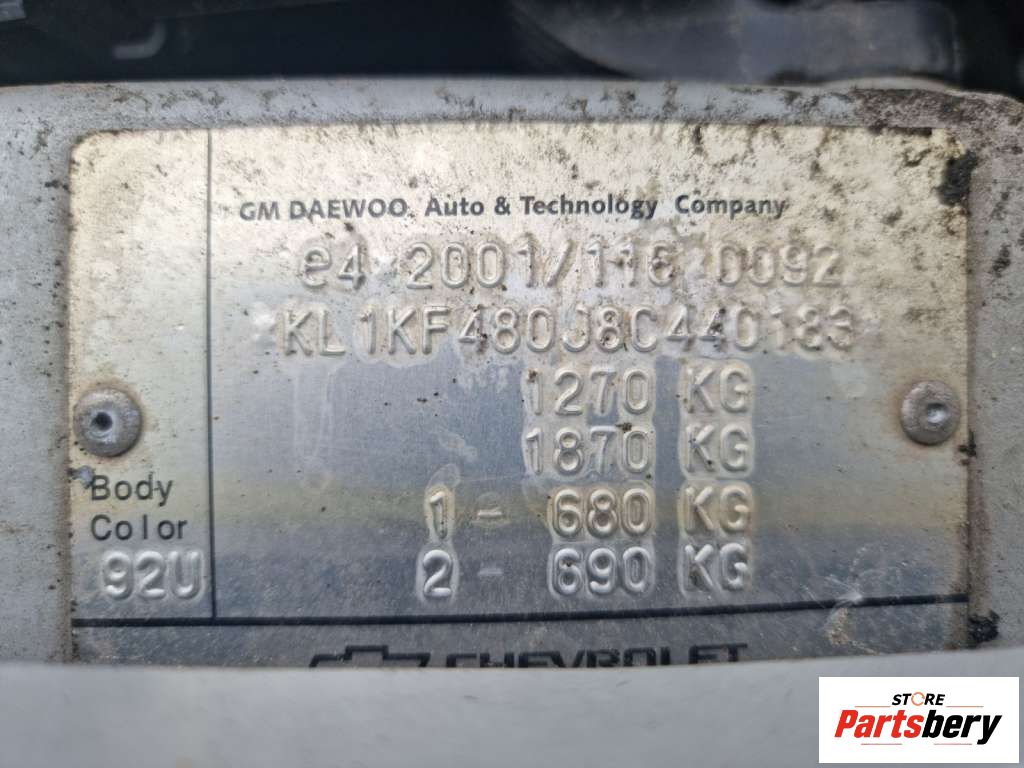 GM DAEWOO Auto & Technology Company
e4 2001/116 0092
KL1KF480J8C440183
1270 KG
1870 KG
1 - 680 KG
2 - 690 KG
Body
Color
92U
CHEVROLET
STORE
Partsbery